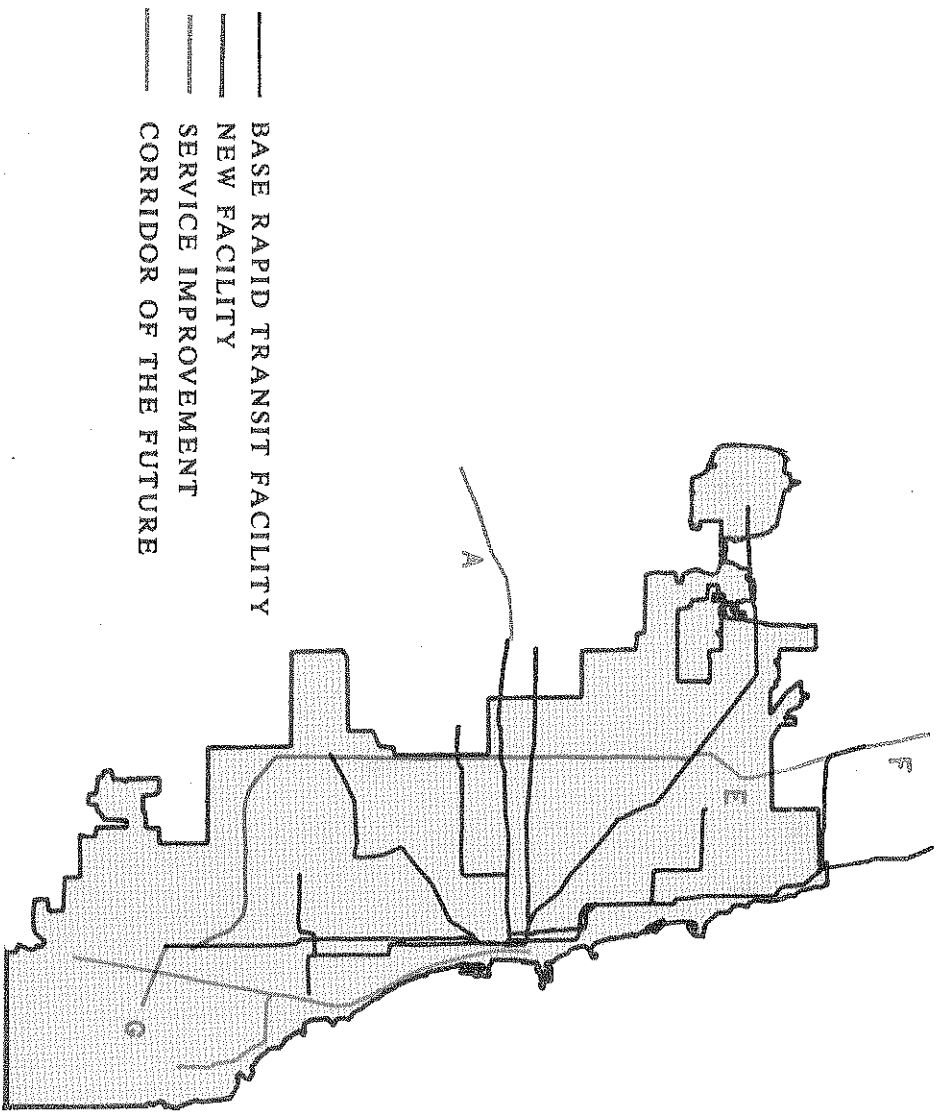 BASE RAPID TRANSIT FACILITY
NEW FACILITY
SERVICE IMPROVEMENT
CORRIDOR OF THE FUTURE
A
E
F
G